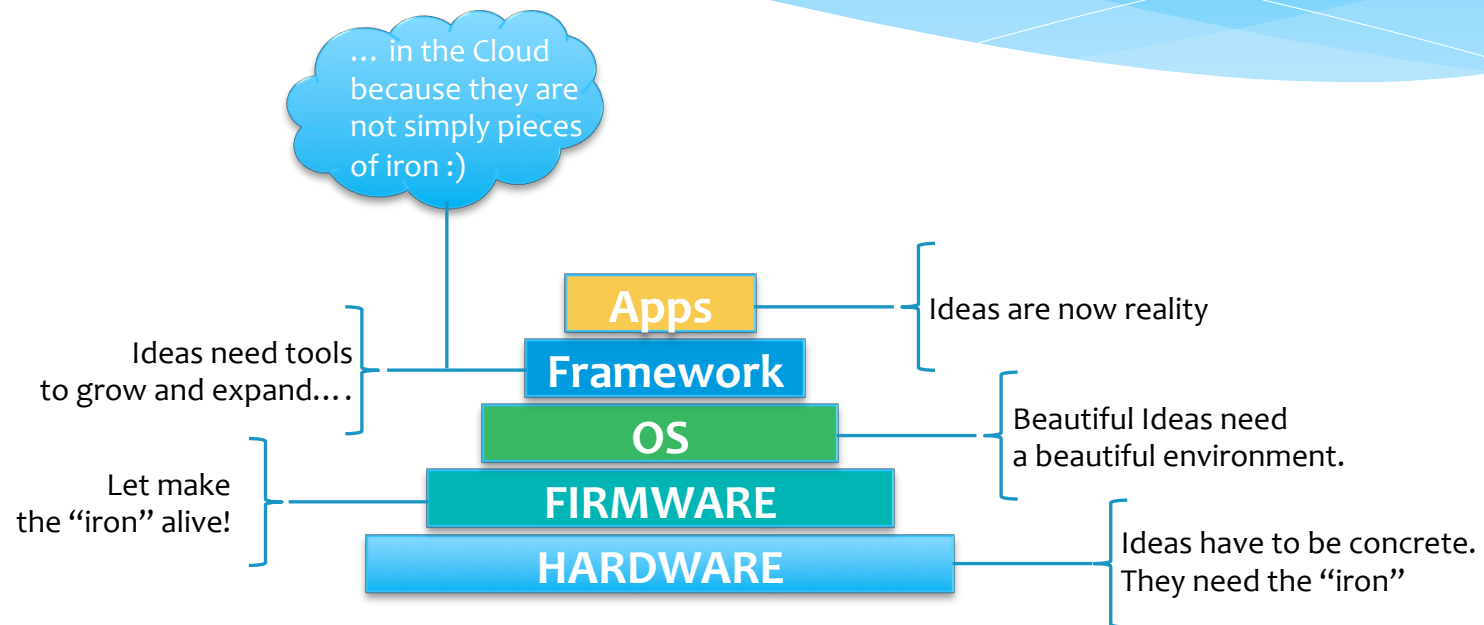 … in the Cloud
because they are
not simply pieces
of iron :)
Apps
Ideas are now reality
Ideas need tools
to grow and expand….
Framework
OS
Beautiful Ideas need
a beautiful environment.
Let make
the “iron” alive!
FIRMWARE
HARDWARE
Ideas have to be concrete.
They need the “iron”